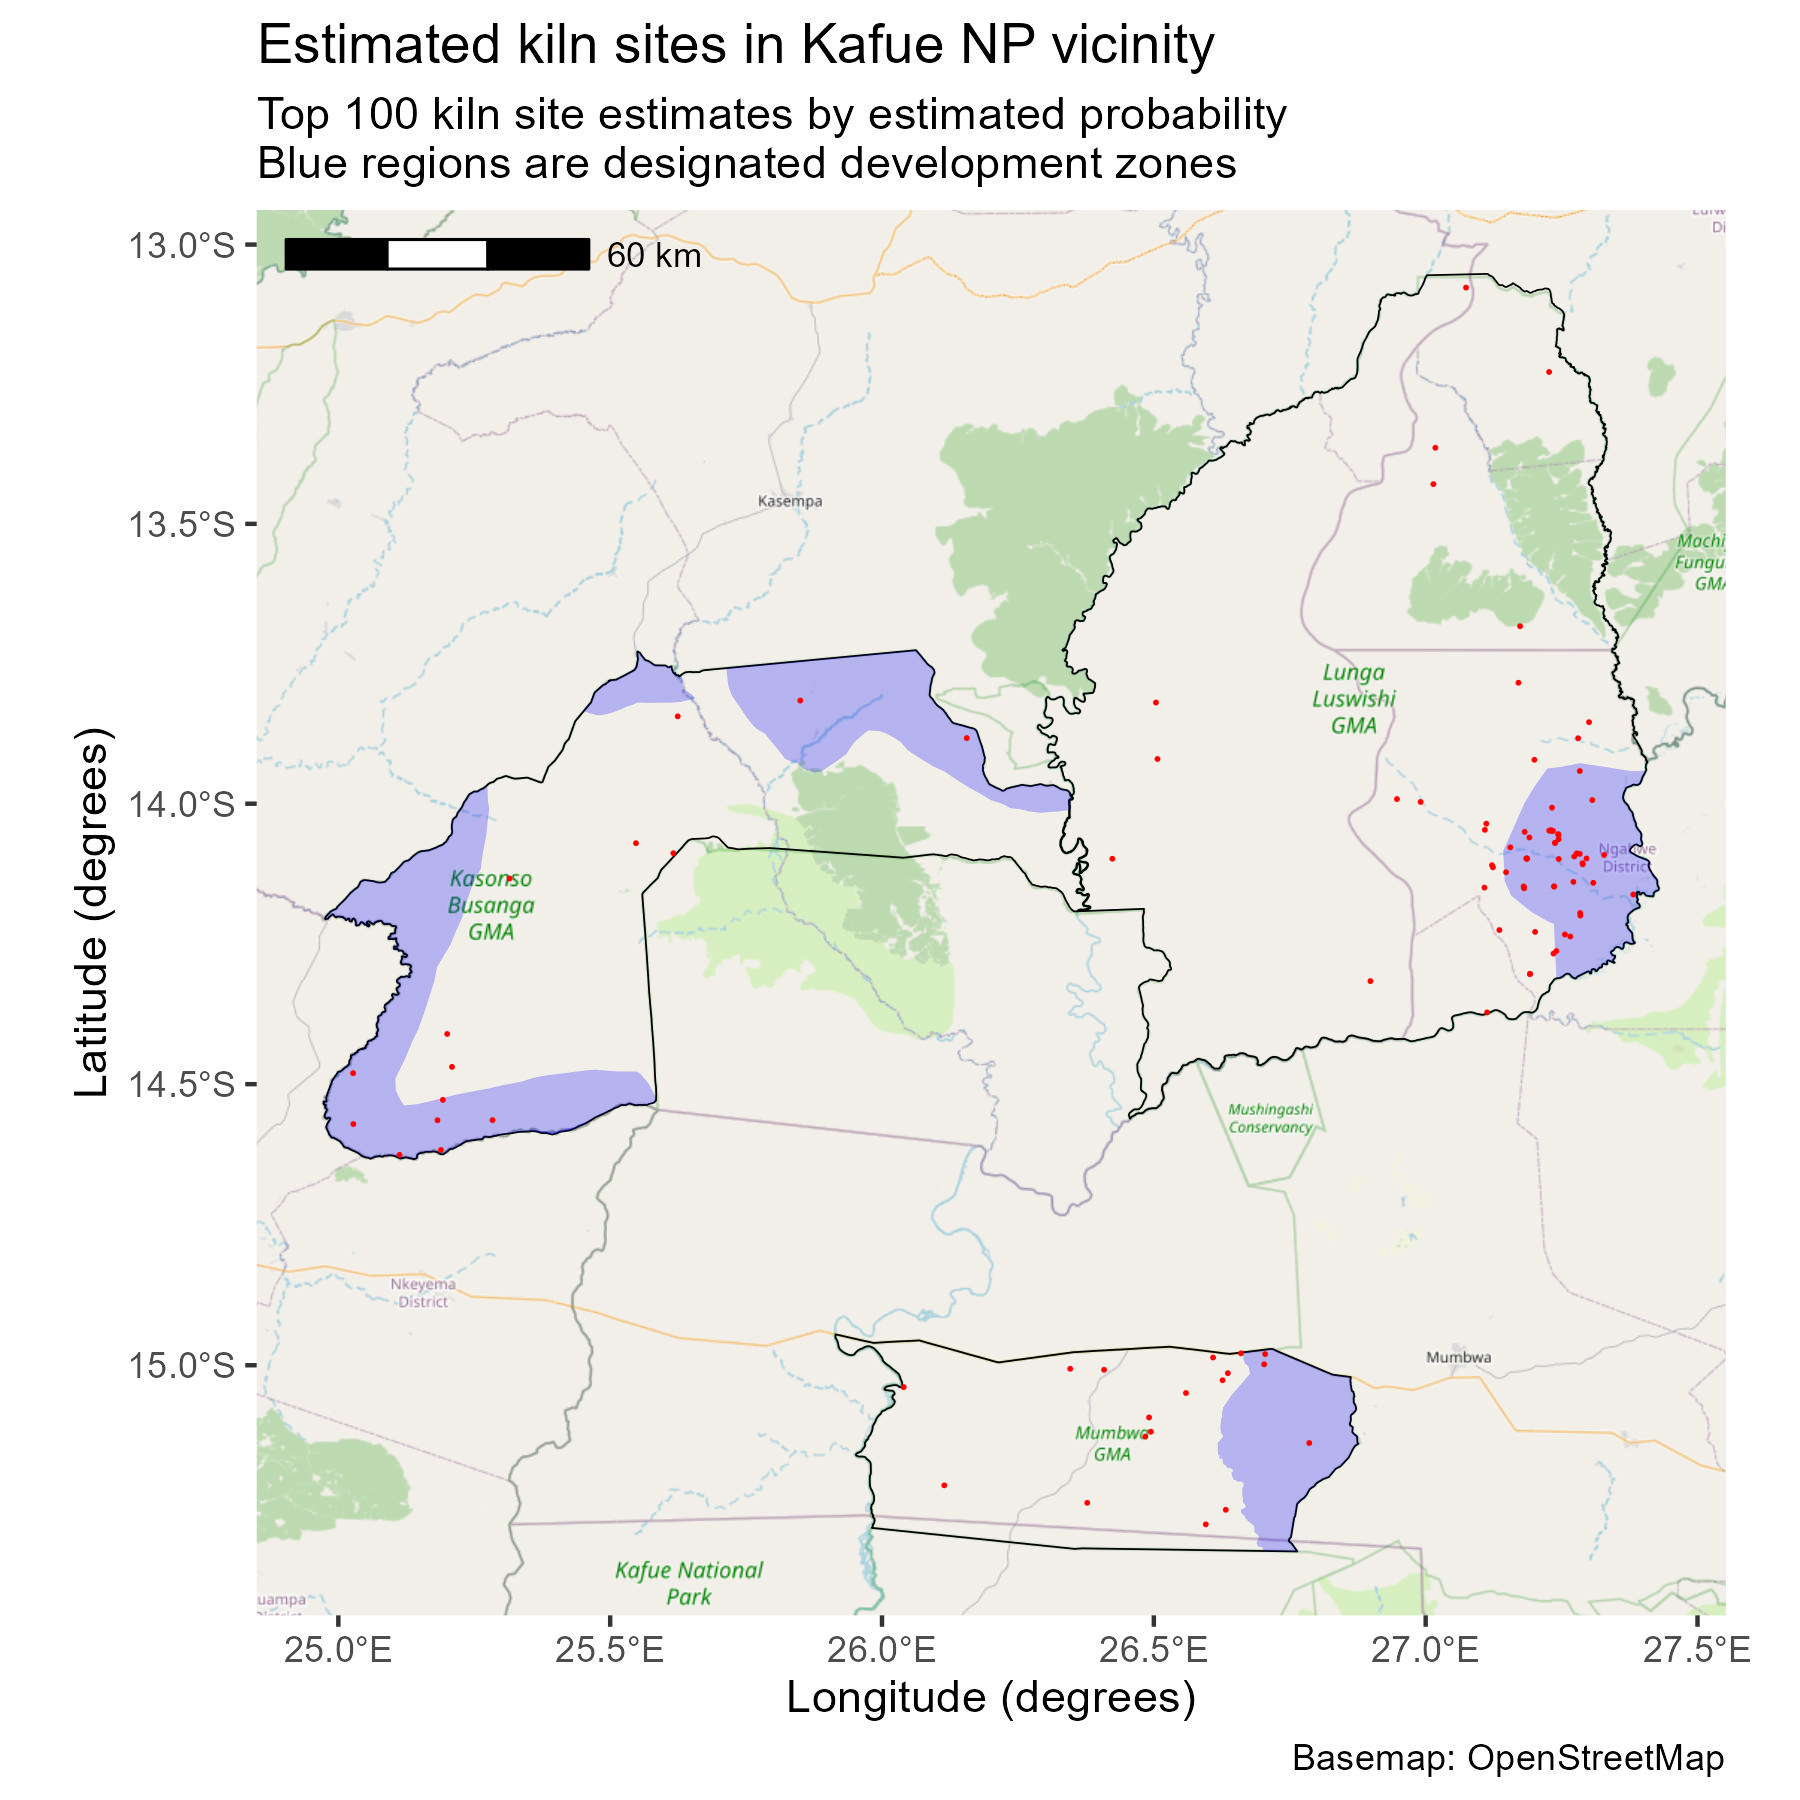 Estimated kiln sites in Kafue NP vicinity
Top 100 kiln site estimates by estimated probability
Blue regions are designated development zones
13.0°S
13.5°S
14.0°S
14.5°S
15.0°S
Latitude (degrees)
60 km
Di
Kasempa
Machi
Fungu
GMA
Lunga
Luswishi
GMA
Ngabwe
District
Kasonso
Busanga
GMA
Mushingashi
Conservancy
Nkeyema
District
Mumbwa
Mumbwa
GMA
Kafue National
Park
uampa
25.0°E
25.5°E
26.0°E
26.5°E
27.0°E
27.5°E
Longitude (degrees)
Basemap: OpenStreetMap